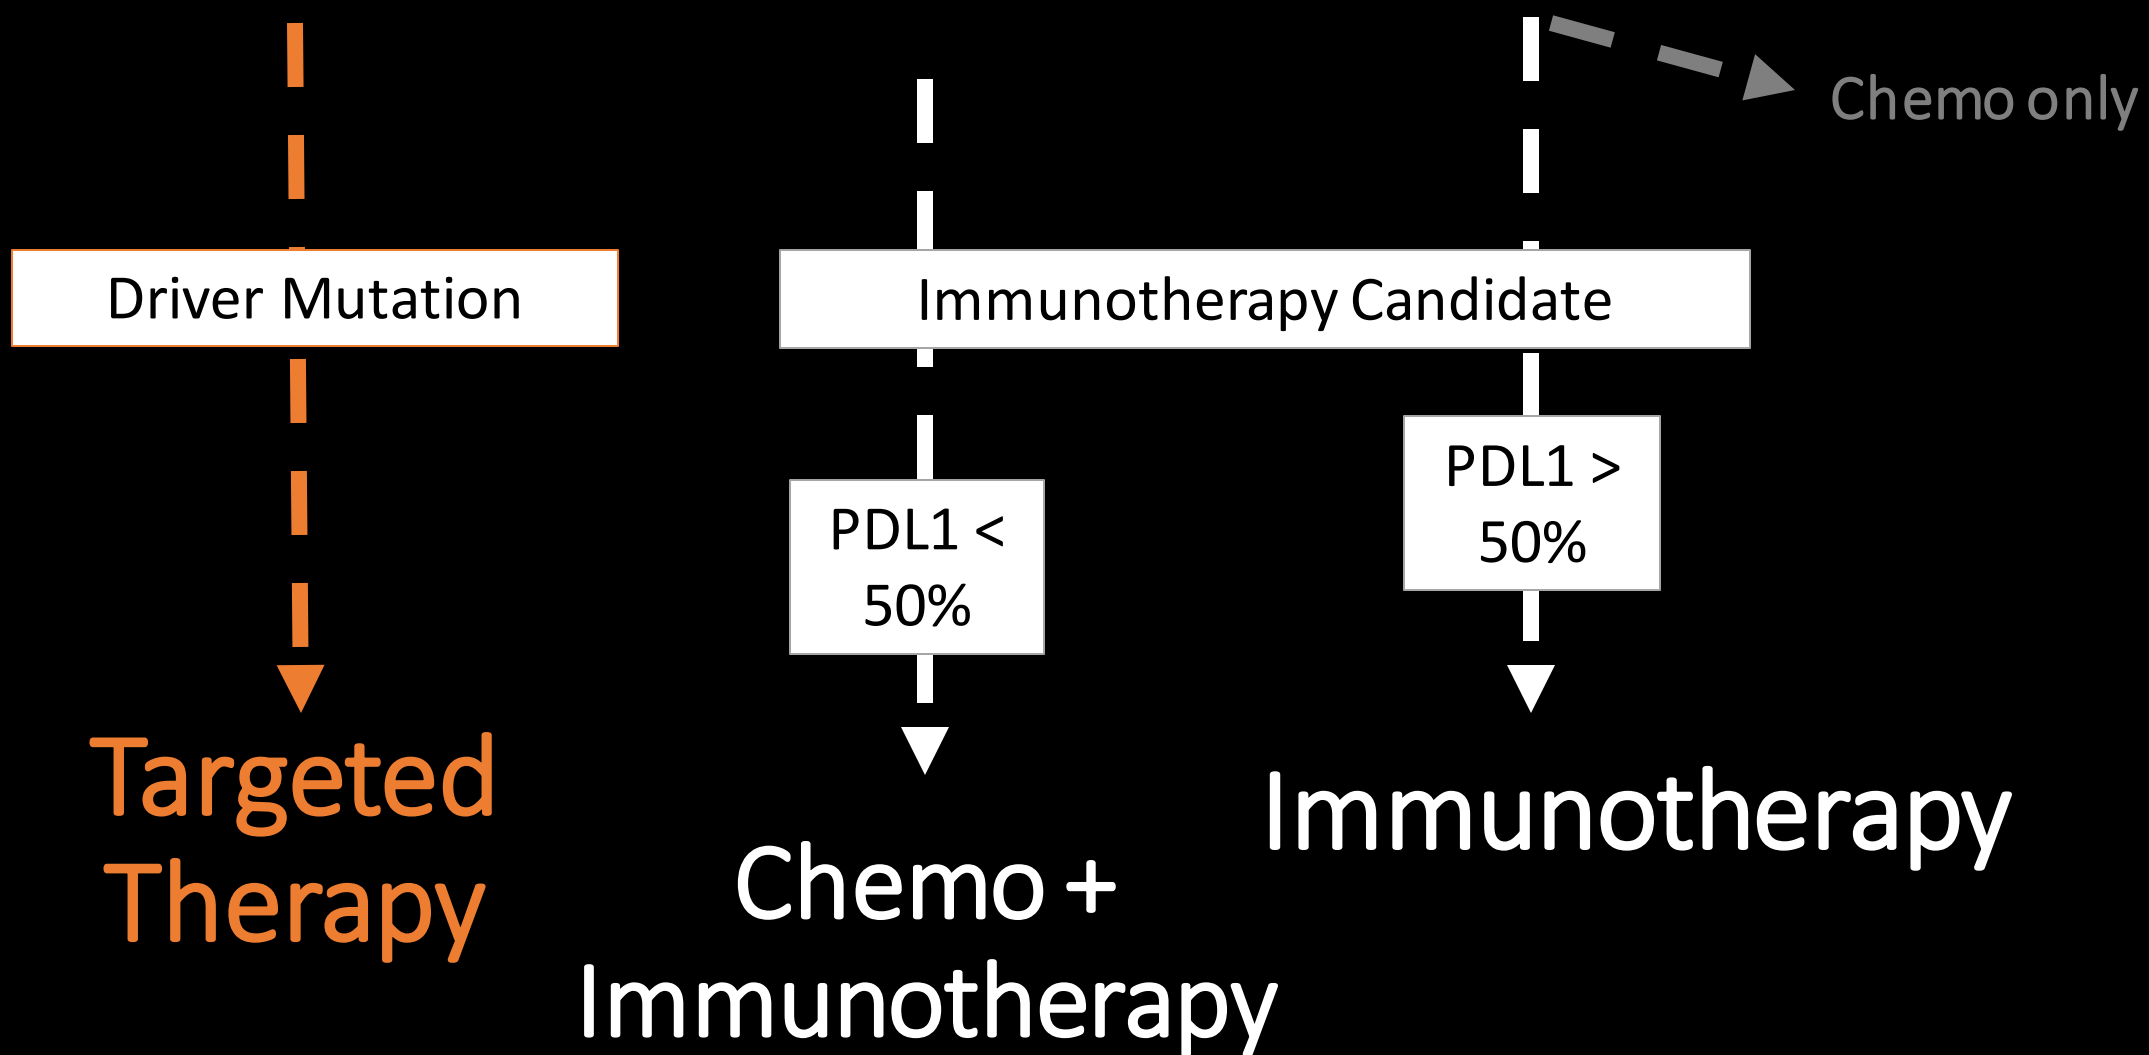 Chemo only
Driver Mutation
Immunotherapy Candidate
PDL1 <
50%
PDL1 >
50%
Targeted
Therapy
Chemo +
Immunotherapy
Immunotherapy